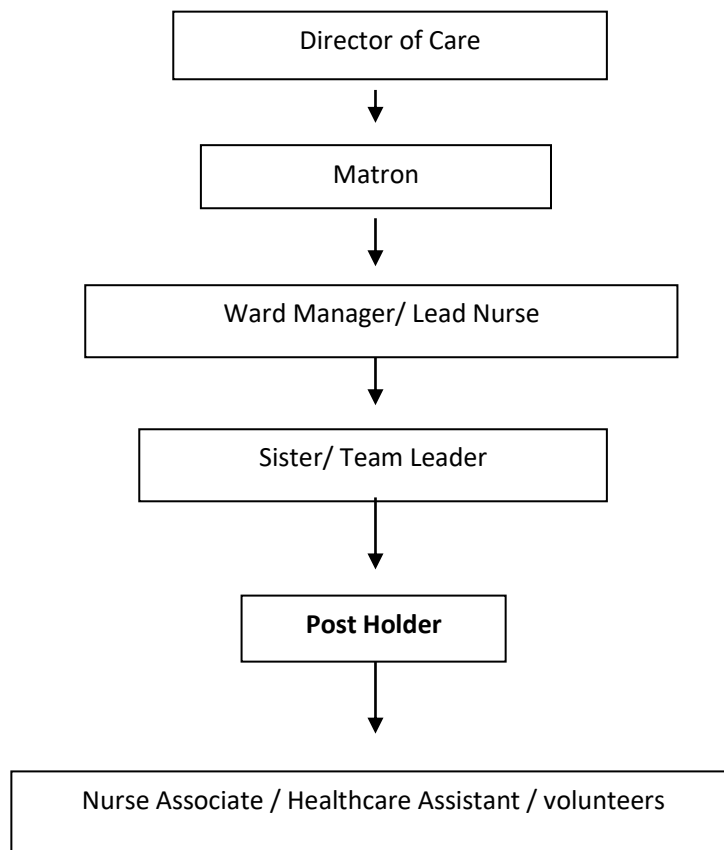 Director of Care
Matron
Ward Manager/ Lead Nurse
Sister/ Team Leader
Post Holder
Nurse Associate / Healthcare Assistant / volunteers